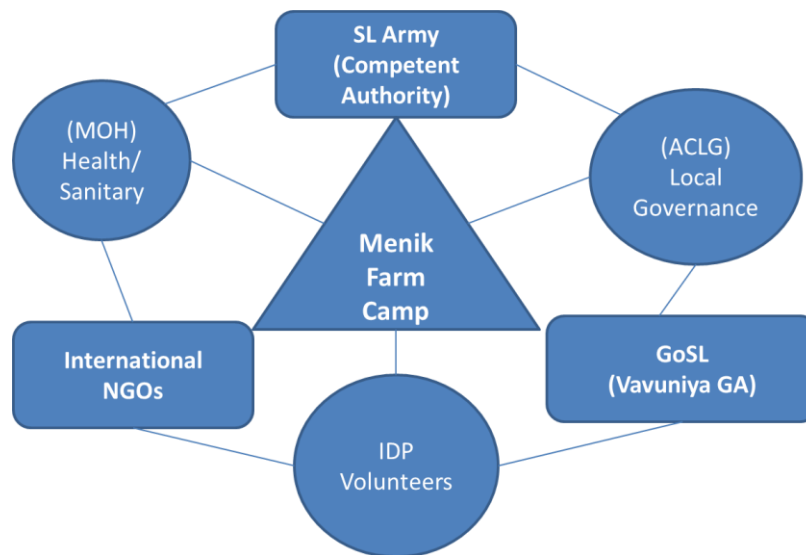 SL Army
(Competent
Authority)
(MOH)
Health/
Sanitary
(ACLG)
Local
Governance
Menik
Farm
Camp
International
NGOs
GoSL
(Vavuniya GA)
IDP
Volunteers